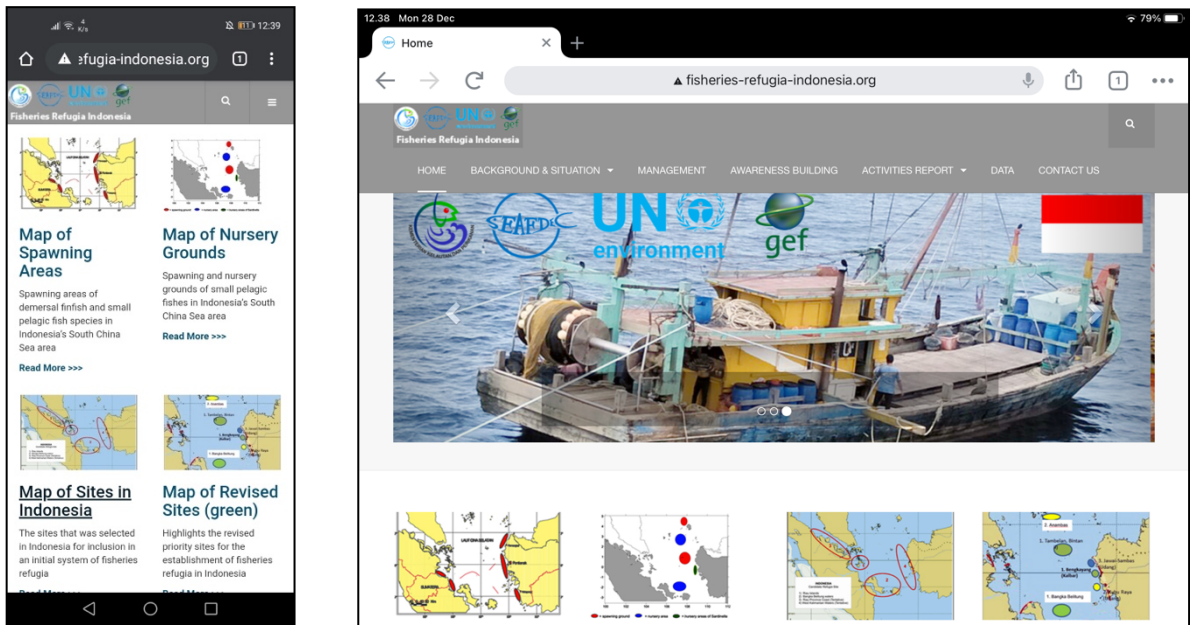 4
K/s
12:39
efugia-indonesia.org
1
UN
gef
Fisheries Refugia Indonesia
Map of
Spawning
Areas
Spawning areas of
demersal finfish and small
pelagic fish species in
Indonesia's South China
Sea area
Read More >>>
Map of Nursery
Grounds
Spawning and nursery
grounds of small pelagic
fishes in Indonesia's South
China Sea area
Read More >>>
Map of Sites in
Indonesia
The sites that was selected
in Indonesia for inclusion in
an initial system of fisheries
refugia
Map of Revised
Sites (green)
Highlights the revised
priority sites for the
establishment of fisheries
refugia in Indonesia
12.38 Mon 28 Dec
79%
Home
fisheries-refugia-indonesia.org
1
UN
gef
Fisheries Refugia Indonesia
HOME BACKGROUND & SITUATION MANAGEMENT AWARENESS BUILDING ACTIVITIES REPORT DATA CONTACT US
SEAFDEC
UN
environment
gef